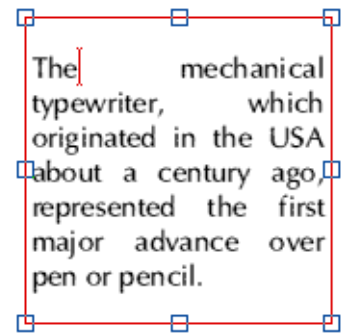 The mechanical
typewriter, which
originated in the USA
about a century ago,
represented the first
major advance over
pen or pencil.